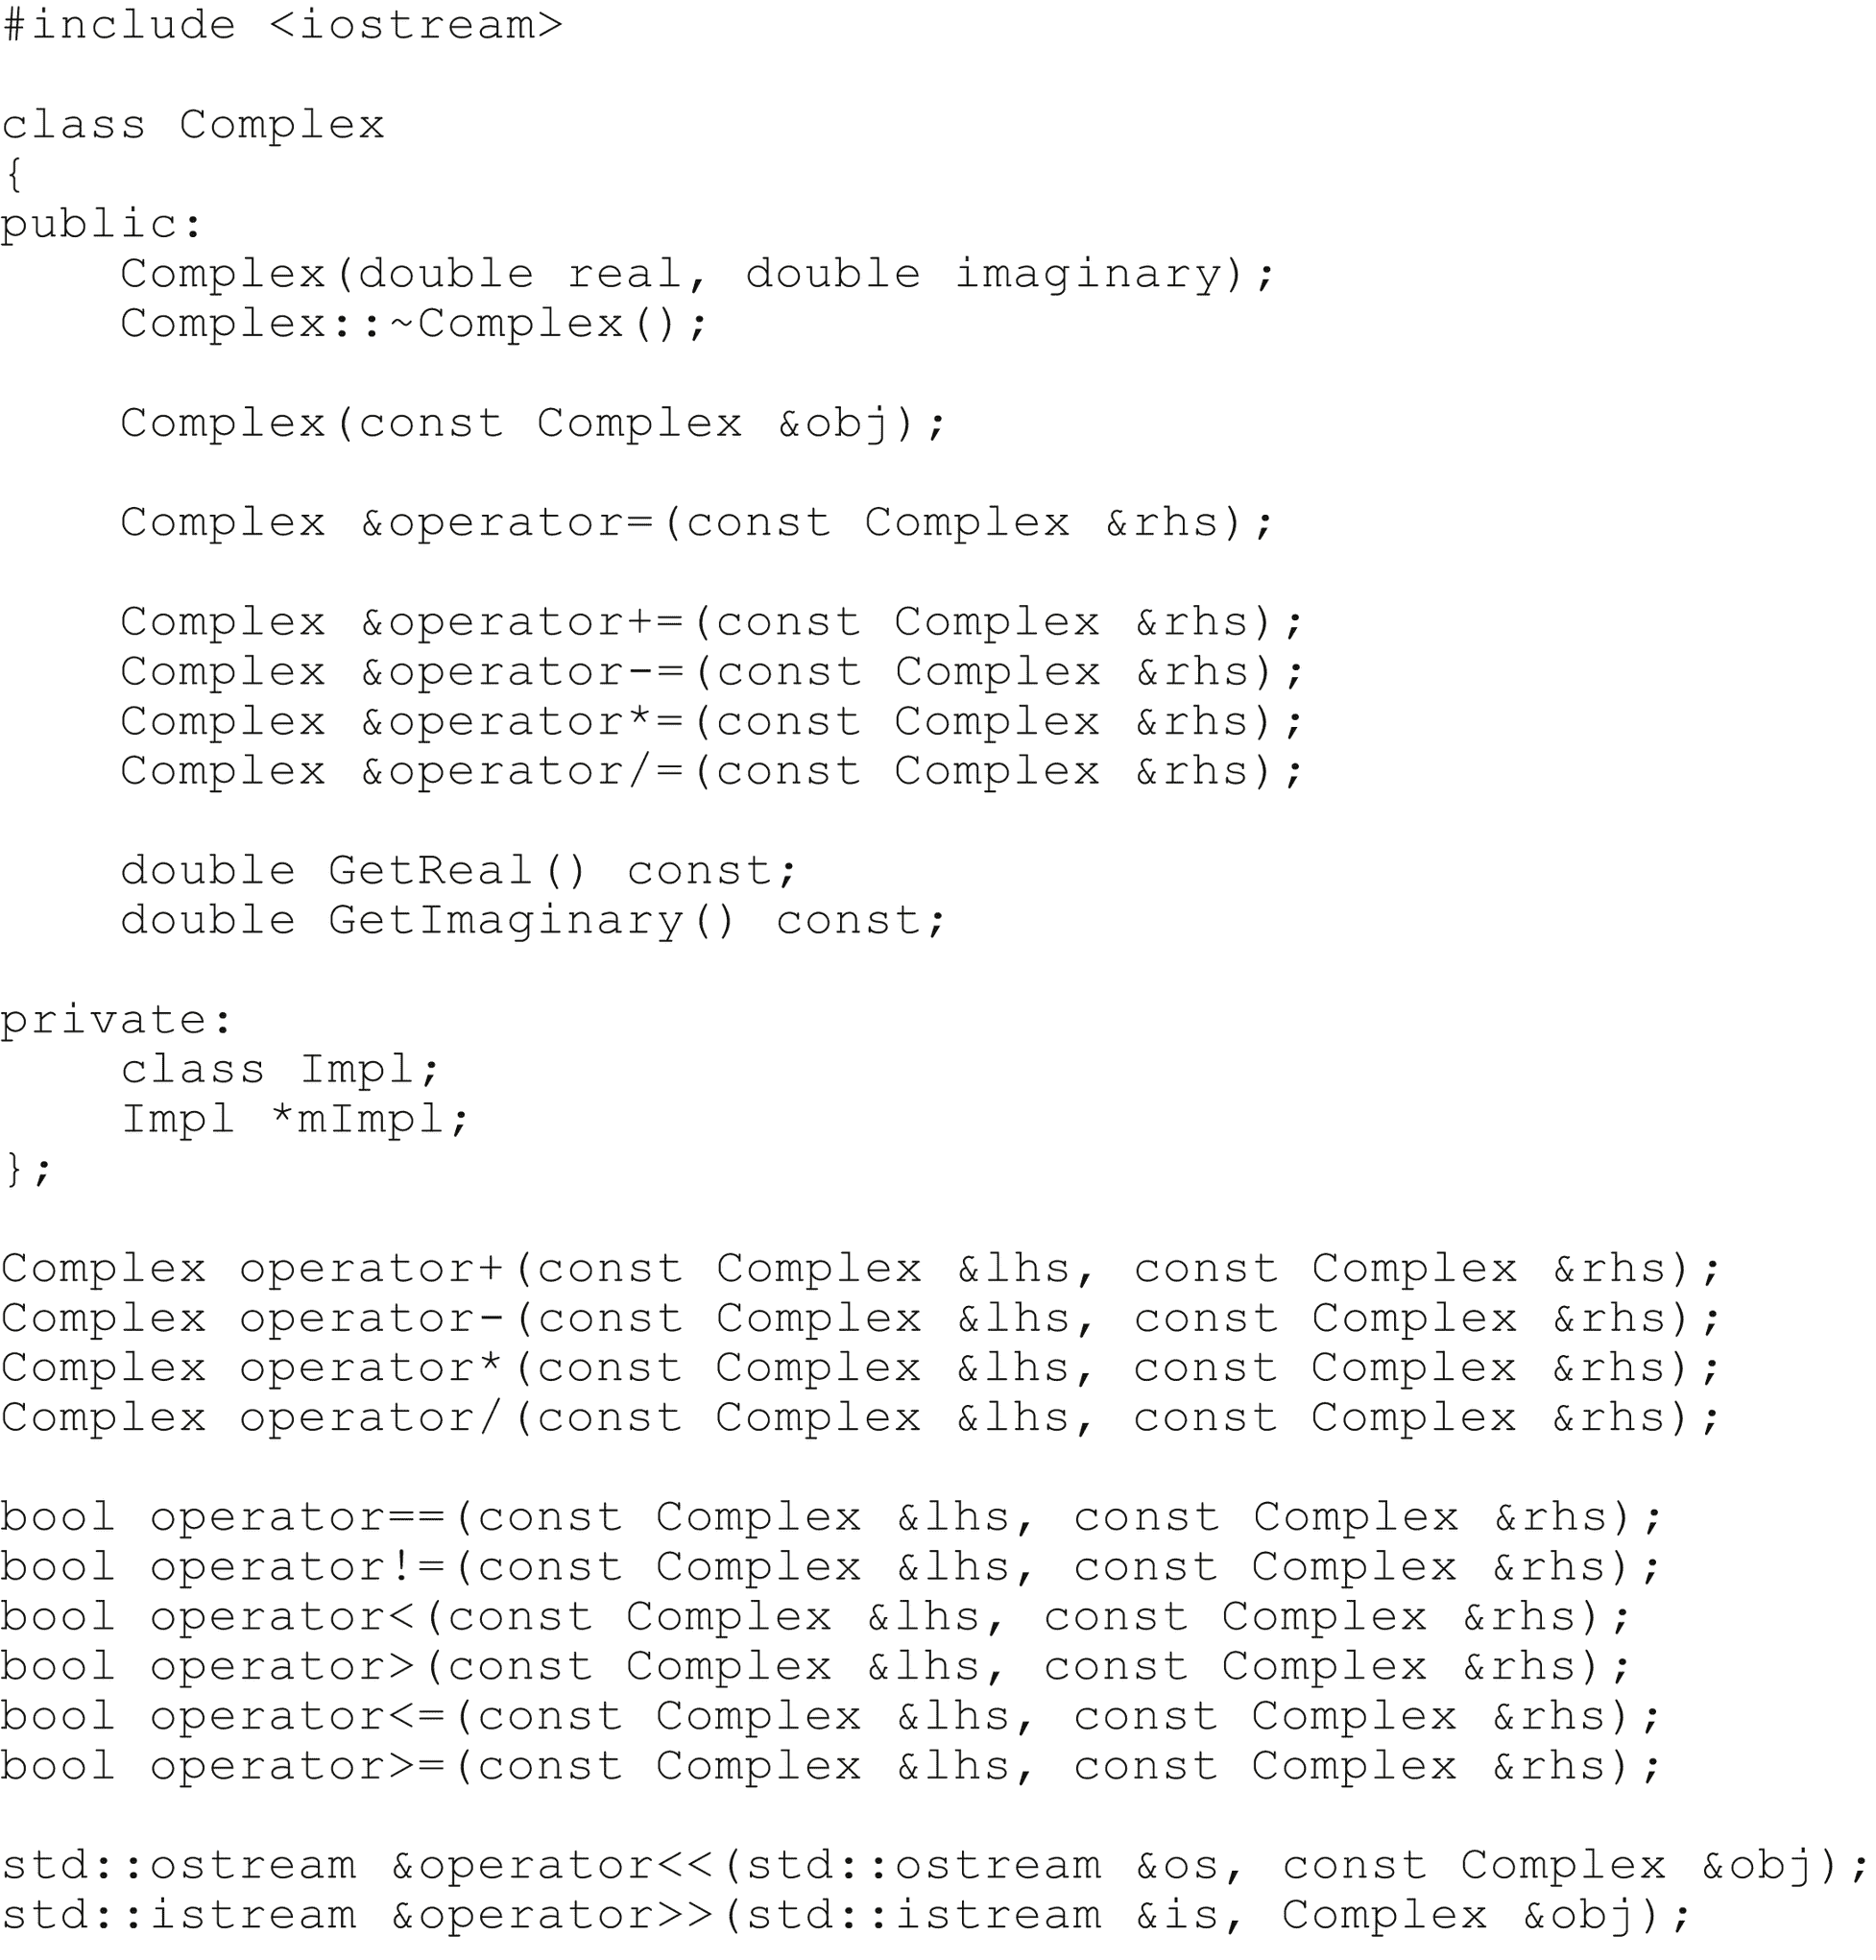 #include <iostream>

class Complex
{
public:
    Complex(double real, double imaginary);
    Complex::~Complex();

    Complex(const Complex &obj);

    Complex &operator=(const Complex &rhs);

    Complex &operator+=(const Complex &rhs);
    Complex &operator-=(const Complex &rhs);
    Complex &operator*=(const Complex &rhs);
    Complex &operator/=(const Complex &rhs);

    double GetReal() const;
    double GetImaginary() const;

private:
    class Impl;
    Impl *mImpl;
};

Complex operator+(const Complex &lhs, const Complex &rhs);
Complex operator-(const Complex &lhs, const Complex &rhs);
Complex operator*(const Complex &lhs, const Complex &rhs);
Complex operator/(const Complex &lhs, const Complex &rhs);

bool operator==(const Complex &lhs, const Complex &rhs);
bool operator!=(const Complex &lhs, const Complex &rhs);
bool operator<(const Complex &lhs, const Complex &rhs);
bool operator>(const Complex &lhs, const Complex &rhs);
bool operator<=(const Complex &lhs, const Complex &rhs);
bool operator>=(const Complex &lhs, const Complex &rhs);

std::ostream &operator<<(std::ostream &os, const Complex &obj);
std::istream &operator>>(std::istream &is, Complex &obj);